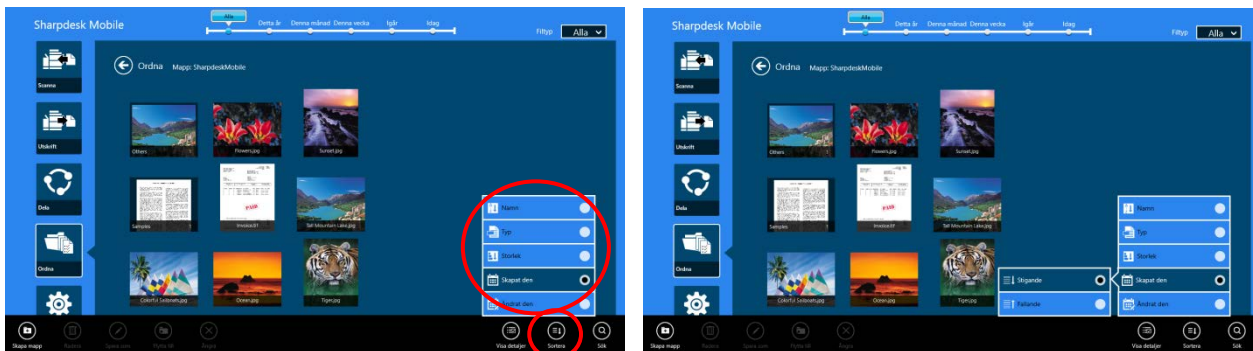 Sharpdesk Mobile
Alla
Detta år
Denna månad
Denna vecka
Igår
Idag
Filtyp
Alla
Ordna
Mapp: SharpdeskMobile
Scanna
Utskrift
Dela
Ordna
Others
Flowers.jpg
Sunset.jpg
Samples
Invoice.tif
Tall Mountain Lake.jpg
Colorful Sailboats.jpg
Ocean.jpg
Tiger.jpg
Namn
Typ
Storlek
Skapat den
Ändrat den
Skapa mapp
Radera
Spara som
Flytta till
Ångra
Visa detaljer
Sortera
Sök
Sharpdesk Mobile
Alla
Detta år
Denna månad
Denna vecka
Igår
Idag
Filtyp
Alla
Ordna
Mapp: SharpdeskMobile
Scanna
Utskrift
Dela
Ordna
Others
Flowers.jpg
Sunset.jpg
Samples
Invoice.tif
Tall Mountain Lake.jpg
Colorful Sailboats.jpg
Ocean.jpg
Tiger.jpg
Namn
Typ
Storlek
Skapat den
Ändrat den
Stigande
Fallande
Skapa mapp
Radera
Spara som
Flytta till
Ångra
Visa detaljer
Sortera
Sök